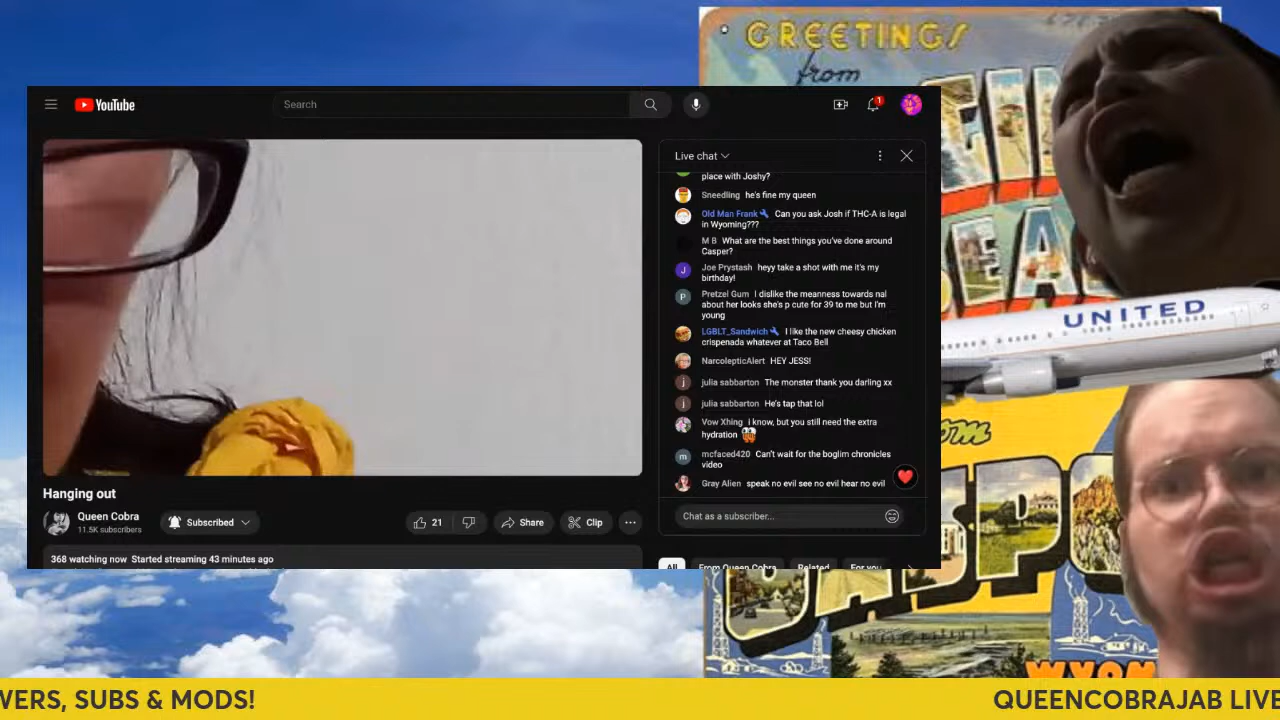 GREETINGS
from
YouTube
Search
1
Live chat
place with Joshy?
Sneedling he's fine my queen
Old Man Frank Can you ask Josh if THC-A is legal
in Wyoming???
M B What are the best things you've done around
Casper?
J Joe Prystash heyy take a shot with me it's my
birthday!
P Pretzel Gum I dislike the meanness towards nal
about her looks she's p cute for 39 to me but I'm
young
LGBLT_Sandwich I like the new cheesy chicken
crispenada whatever at Taco Bell
NarcolepticAlert HEY JESS!
j julia sabbarton The monster thank you darling xx
j julia sabbarton He's tap that lol
Vow Xhing I know, but you still need the extra
hydration
m mcfaced420 Can't wait for the boglim chronicles
video
Gray Alien speak no evil see no evil hear no evil
Chat as a subscriber...
UNITED
Hanging out
Queen Cobra
11.5K subscribers
Subscribed
21
Share
Clip
368 watching now Started streaming 43 minutes ago
All
From Queen Cobra
Related
For you
WERS, SUBS & MODS!
QUEENCOBRAJAB LIVE